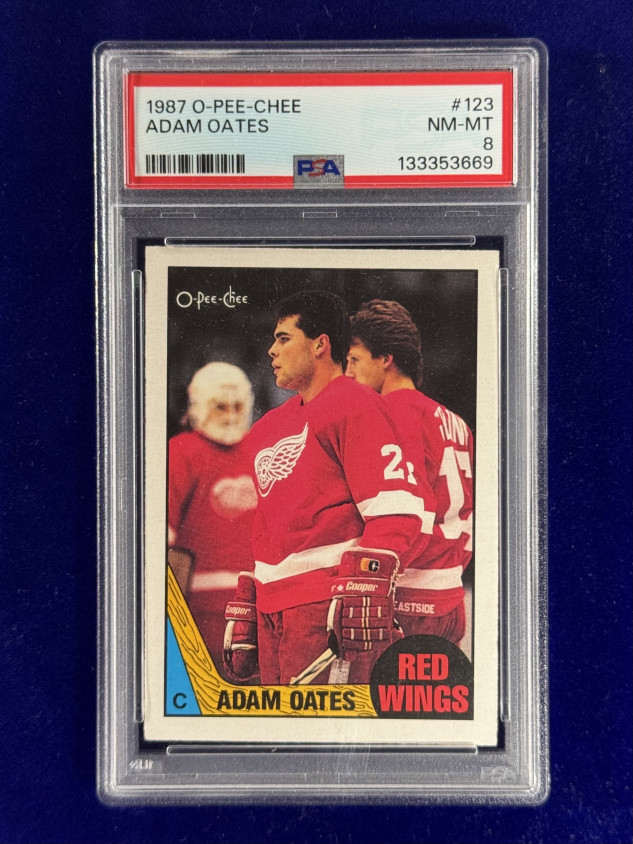 1987 O-PEE-CHEE #123
ADAM OATES NM-MT
8
PSA 133353669
O-Pee-Chee
21
Cooper
Cooper
EASTSIDE
RED
WINGS
C ADAM OATES